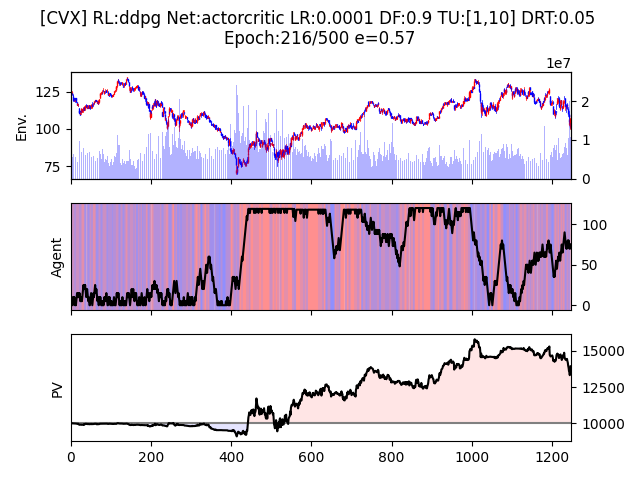 [CVX] RL:ddpg Net:actorcritic LR:0.0001 DF:0.9 TU:[1,10] DRT:0.05
Epoch:216/500 e=0.57
1e7
125
100
75
Env.
2
1
0
Agent
100
50
0
PV
15000
12500
10000
0 200 400 600 800 1000 1200